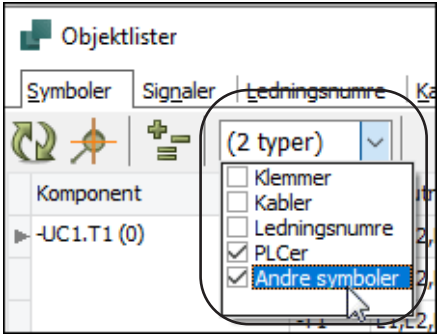 Objektlister
Symboler Signaler Ledningsnumre
(2 typer)
Klemmer
Komponent
Kabler
-UC1.T1 (0)
Ledningsnumre
PLCer
Andre symboler